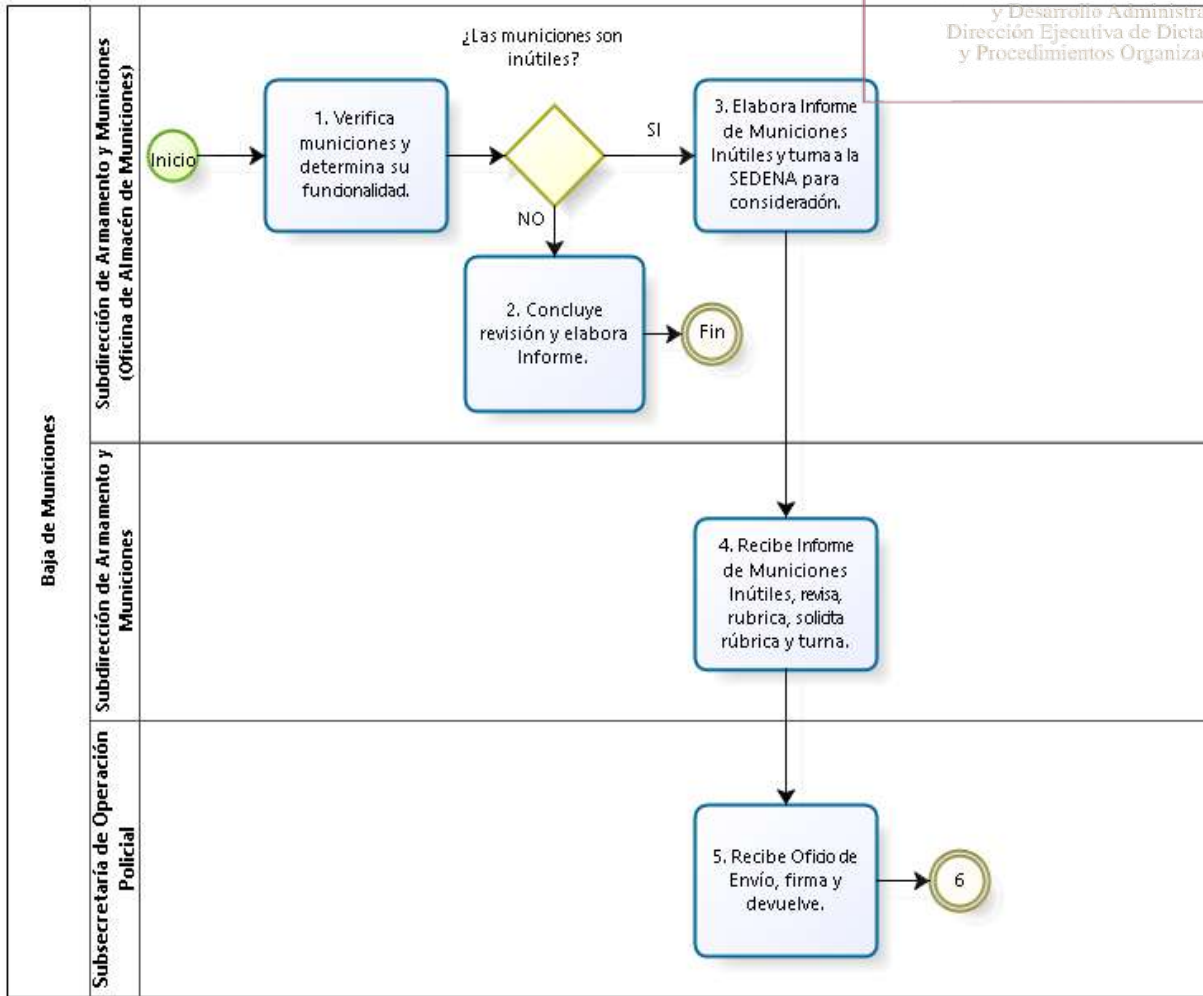 y Desarrollo Administra
Dirección Ejecutiva de Dicta
y Procedimientos Organiza
Baja de Municiones
Subdirección de Armamento y Municiones
(Oficina de Almacén de Municiones)
Inicio
1. Verifica
municiones y
determina su
funcionalidad.
¿Las municiones son
inútiles?
SI
NO
3. Elabora Informe
de Municiones
Inútiles y turna a la
SEDENA para
consideración.
2. Concluye
revisión y elabora
Informe.
Fin
Subdirección de Armamento y
Municiones
4. Recibe Informe
de Municiones
Inútiles, revisa,
rubrica, solicita
rúbrica y turna.
Subsecretaría de Operación
Policial
5. Recibe Oficio de
Envío, firma y
devuelve.
6